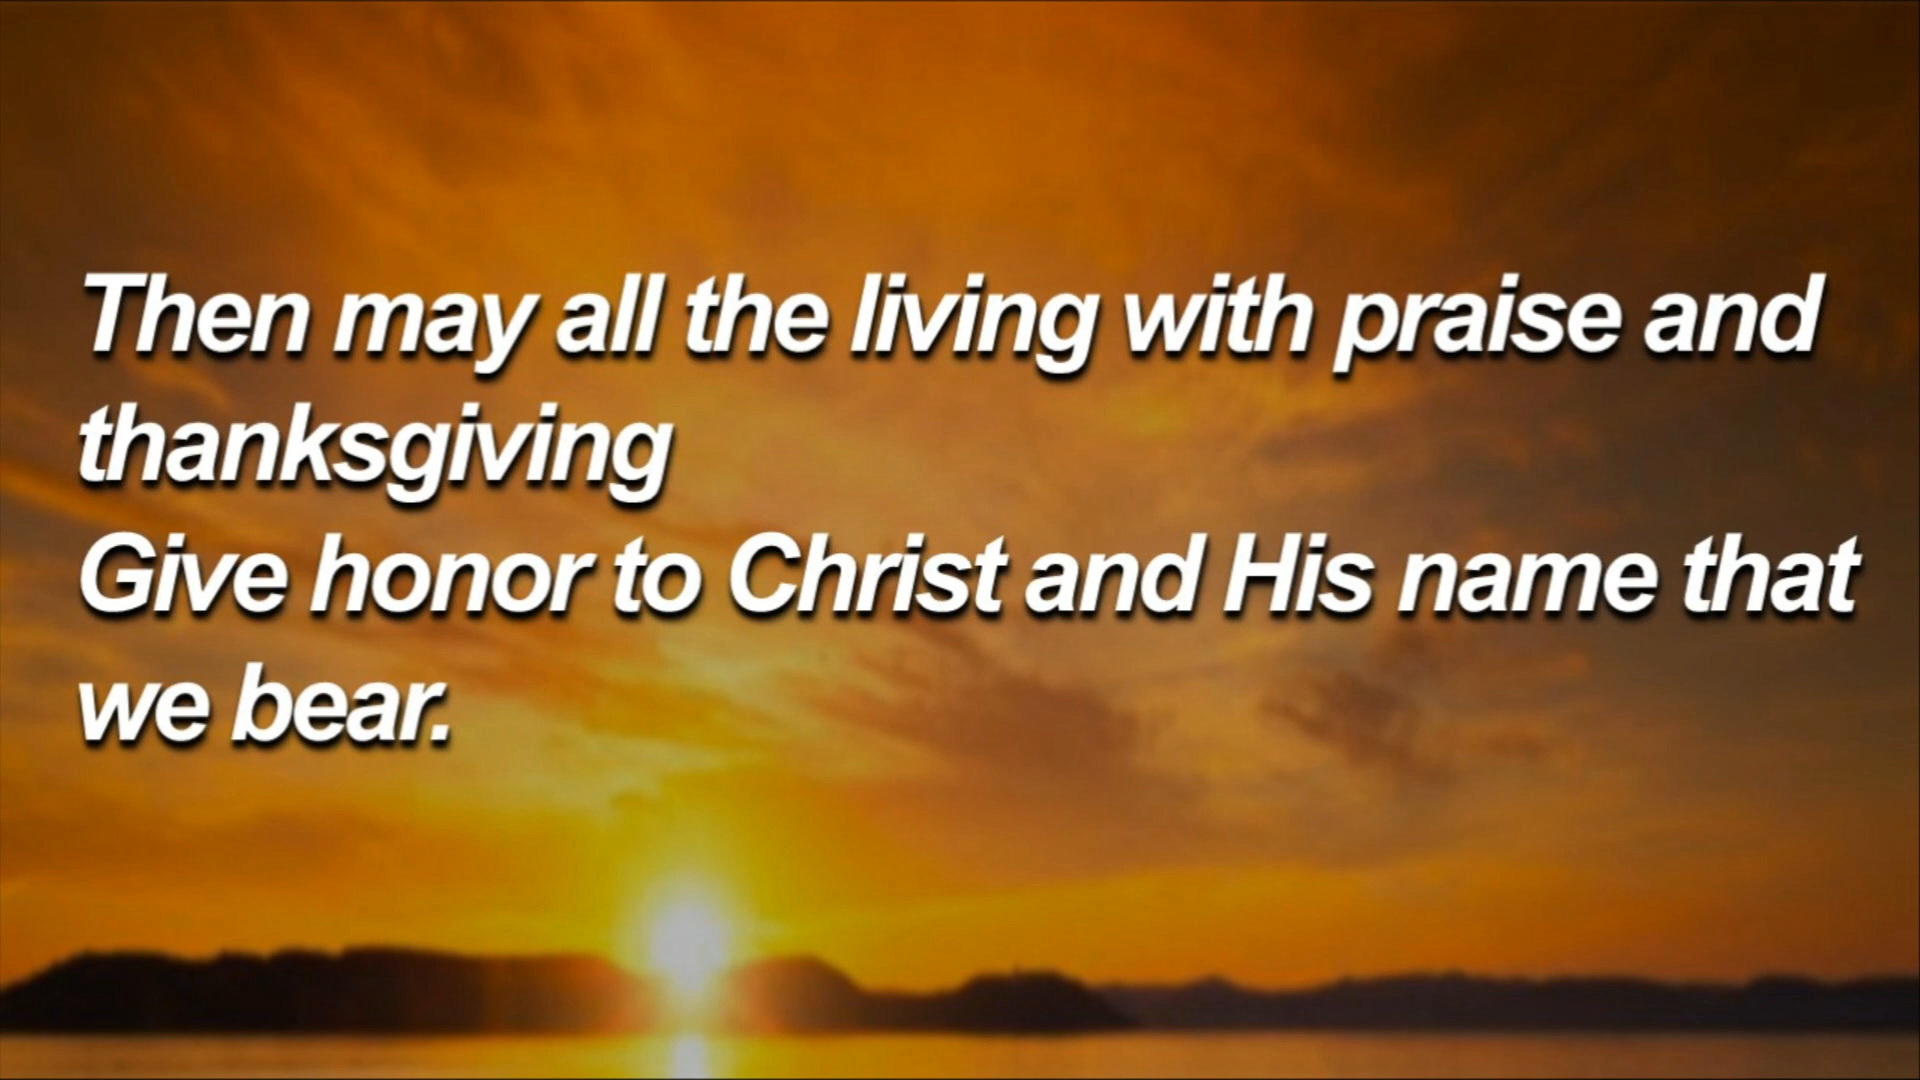 Then may all the living with praise and
thanksgiving
Give honor to Christ and His name that
we bear.